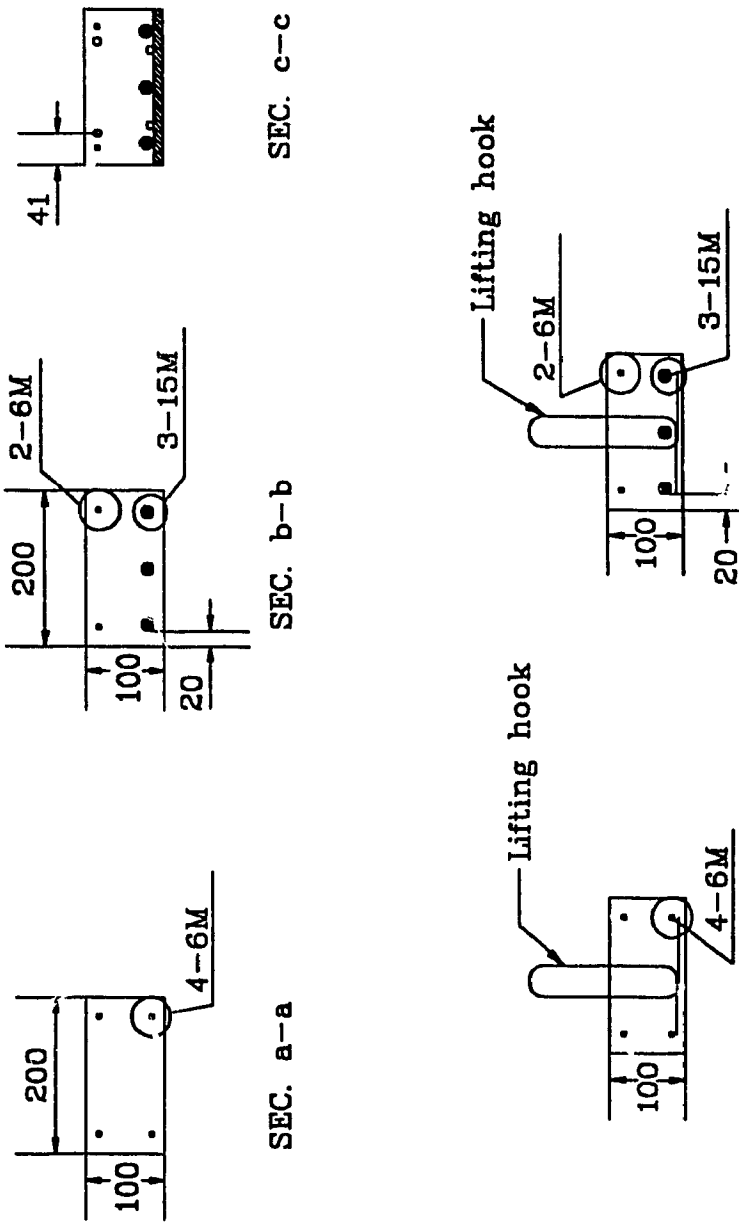 200
100
4-6M
SEC. a-a
200
2-6M
100
3-15M
20
SEC. b-b
41
SEC. c-c
Lifting hook
100
4-6M
Lifting hook
2-6M
100
3-15M
20